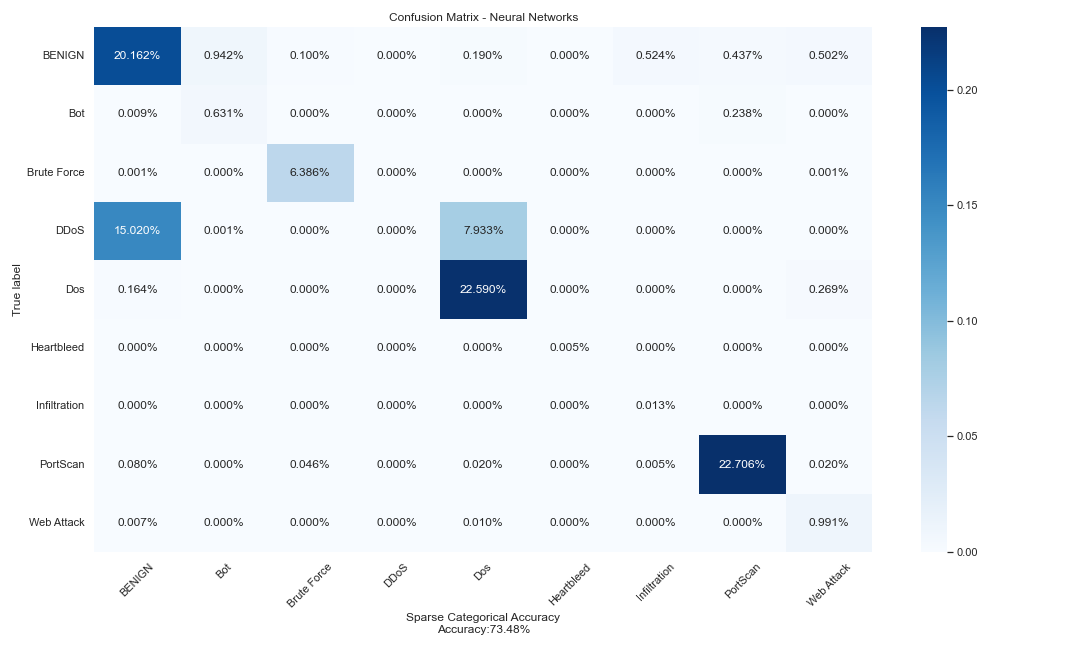 Confusion Matrix - Neural Networks
BENIGN 20.162% 0.942% 0.100% 0.000% 0.190% 0.000% 0.524% 0.437% 0.502%
Bot 0.009% 0.631% 0.000% 0.000% 0.000% 0.000% 0.000% 0.238% 0.000%
Brute Force 0.001% 0.000% 6.386% 0.000% 0.000% 0.000% 0.000% 0.000% 0.001%
DDoS 15.020% 0.001% 0.000% 0.000% 7.933% 0.000% 0.000% 0.000% 0.000%
Dos 0.164% 0.000% 0.000% 0.000% 22.590% 0.000% 0.000% 0.000% 0.269%
Heartbleed 0.000% 0.000% 0.000% 0.000% 0.000% 0.005% 0.000% 0.000% 0.000%
Infiltration 0.000% 0.000% 0.000% 0.000% 0.000% 0.000% 0.013% 0.000% 0.000%
PortScan 0.080% 0.000% 0.046% 0.000% 0.020% 0.000% 0.005% 22.706% 0.020%
Web Attack 0.007% 0.000% 0.000% 0.000% 0.010% 0.000% 0.000% 0.000% 0.991%
True label
BENIGN Bot Brute Force DDoS Dos Heartbleed Infiltration PortScan Web Attack
Sparse Categorical Accuracy
Accuracy:73.48%
0.20
0.15
0.10
0.05
0.00